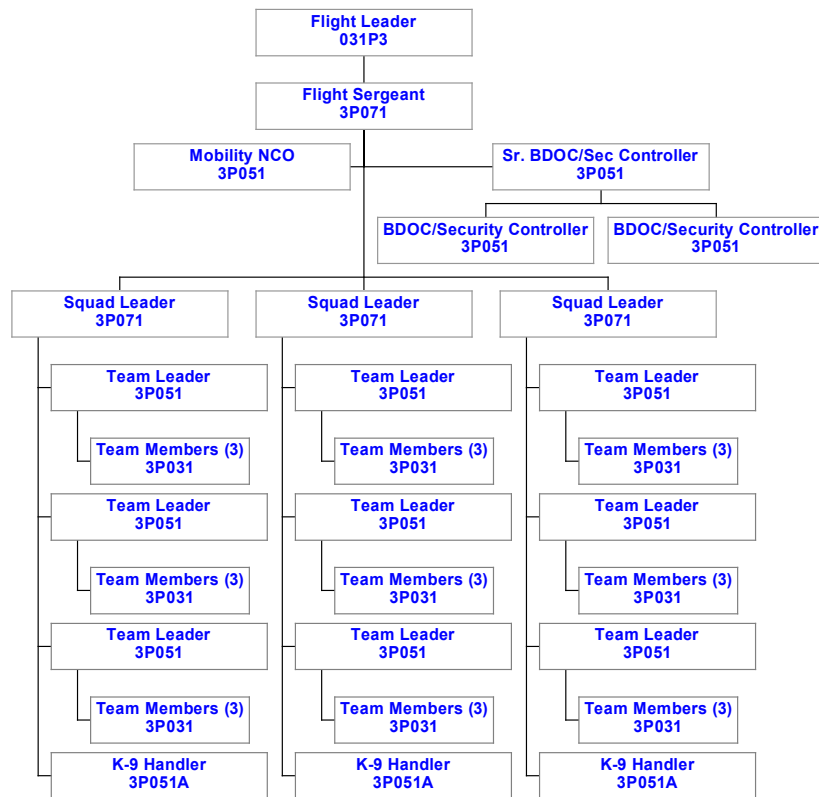 Flight Leader
031P3
Flight Sergeant
3P071
Mobility NCO
3P051
Sr. BDOC/Sec Controller
3P051
BDOC/Security Controller
3P051
BDOC/Security Controller
3P051
Squad Leader
3P071
Team Leader
3P051
Team Members (3)
3P031
Team Leader
3P051
Team Members (3)
3P031
Team Leader
3P051
Team Members (3)
3P031
K-9 Handler
3P051A
Squad Leader
3P071
Team Leader
3P051
Team Members (3)
3P031
Team Leader
3P051
Team Members (3)
3P031
Team Leader
3P051
Team Members (3)
3P031
K-9 Handler
3P051A
Squad Leader
3P071
Team Leader
3P051
Team Members (3)
3P031
Team Leader
3P051
Team Members (3)
3P031
Team Leader
3P051
Team Members (3)
3P031
K-9 Handler
3P051A